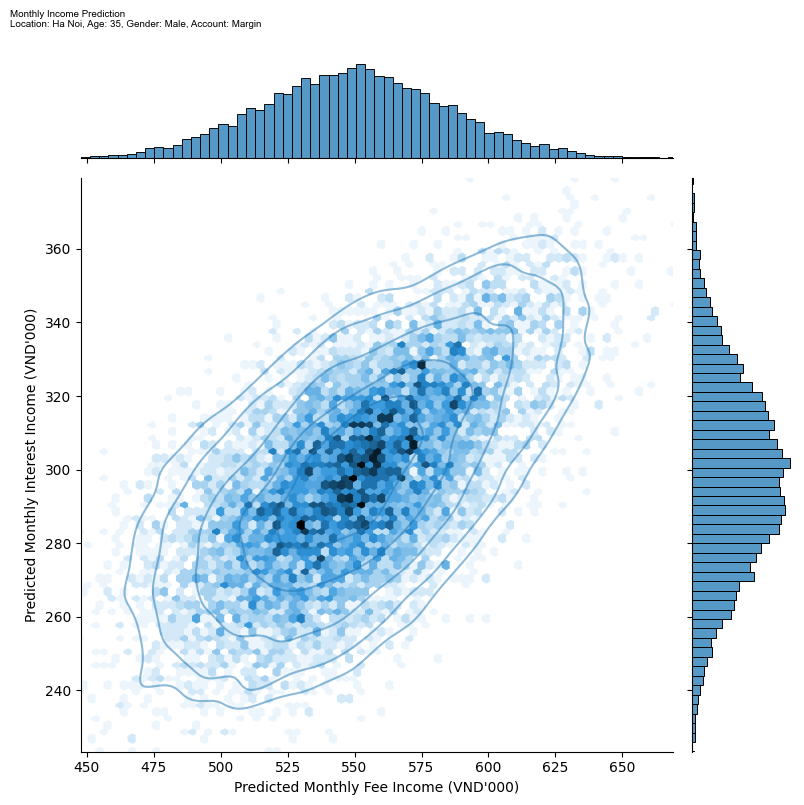 Monthly Income Prediction
Location: Ha Noi, Age: 35, Gender: Male, Account: Margin
360
340
320
300
280
260
240
Predicted Monthly Interest Income (VND'000)
450 475 500 525 550 575 600 625 650
Predicted Monthly Fee Income (VND'000)